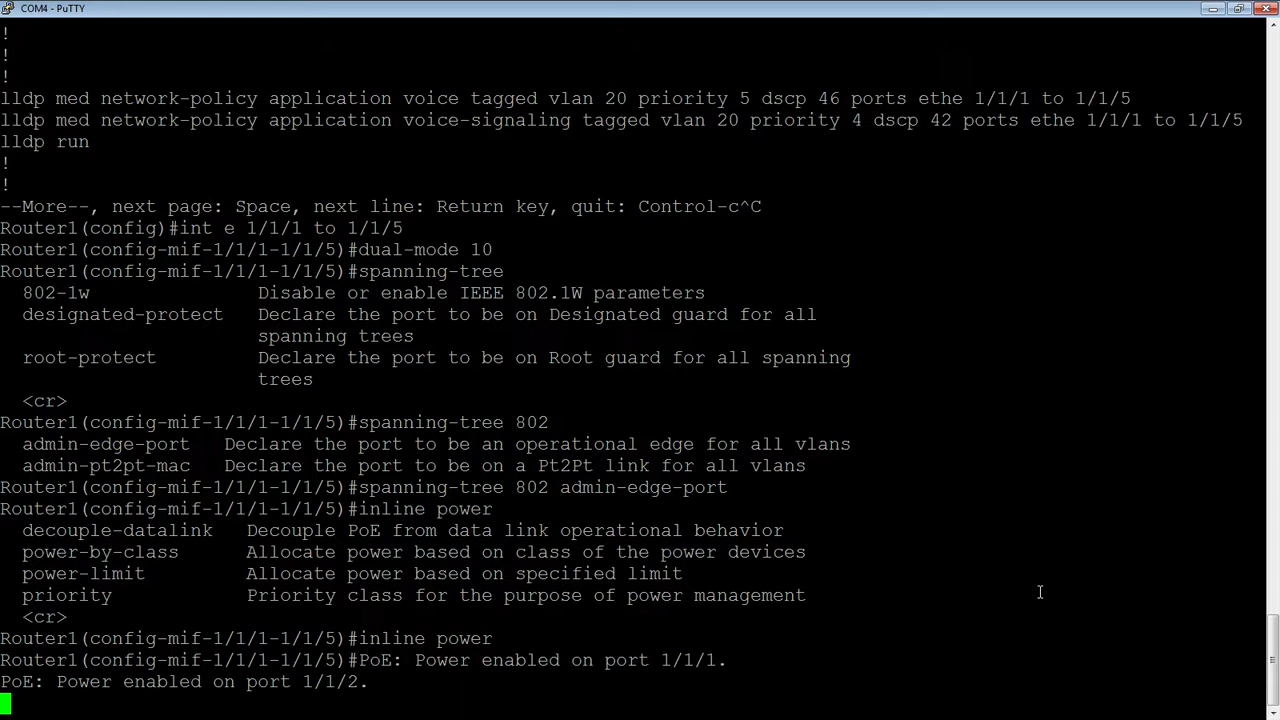 COM4 - PuTTY
!
!
!
lldp med network-policy application voice tagged vlan 20 priority 5 dscp 46 ports ethe 1/1/1 to 1/1/5
lldp med network-policy application voice-signaling tagged vlan 20 priority 4 dscp 42 ports ethe 1/1/1 to 1/1/5
lldp run
!
!
--More--, next page: Space, next line: Return key, quit: Control-c^C
Router1(config)#int e 1/1/1 to 1/1/5
Router1(config-mif-1/1/1-1/1/5)#dual-mode 10
Router1(config-mif-1/1/1-1/1/5)#spanning-tree
  802-1w               Disable or enable IEEE 802.1W parameters
  designated-protect   Declare the port to be on Designated guard for all
                       spanning trees
  root-protect         Declare the port to be on Root guard for all spanning
                       trees
  <cr>
Router1(config-mif-1/1/1-1/1/5)#spanning-tree 802
  admin-edge-port   Declare the port to be an operational edge for all vlans
  admin-pt2pt-mac   Declare the port to be on a Pt2Pt link for all vlans
Router1(config-mif-1/1/1-1/1/5)#spanning-tree 802 admin-edge-port
Router1(config-mif-1/1/1-1/1/5)#inline power
  decouple-datalink   Decouple PoE from data link operational behavior
  power-by-class      Allocate power based on class of the power devices
  power-limit         Allocate power based on specified limit
  priority            Priority class for the purpose of power management
  <cr>
Router1(config-mif-1/1/1-1/1/5)#inline power
Router1(config-mif-1/1/1-1/1/5)#PoE: Power enabled on port 1/1/1.
PoE: Power enabled on port 1/1/2.